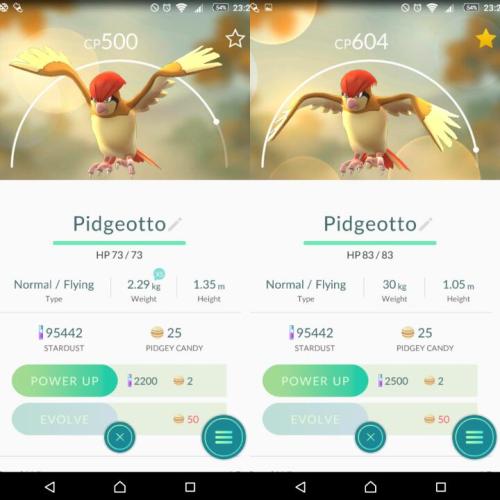 54% 23:2
CP500
Pidgeotto
HP 73 / 73
XS
Normal / Flying
Type
2.29 kg
Weight
1.35 m
Height
95442
STARDUST
25
PIDGEY CANDY
POWER UP 2200 2
EVOLVE 50
54% 23:2
CP604
Pidgeotto
HP 83 / 83
Normal / Flying
Type
30 kg
Weight
1.05 m
Height
95442
STARDUST
25
PIDGEY CANDY
POWER UP 2500 2
EVOLVE 50